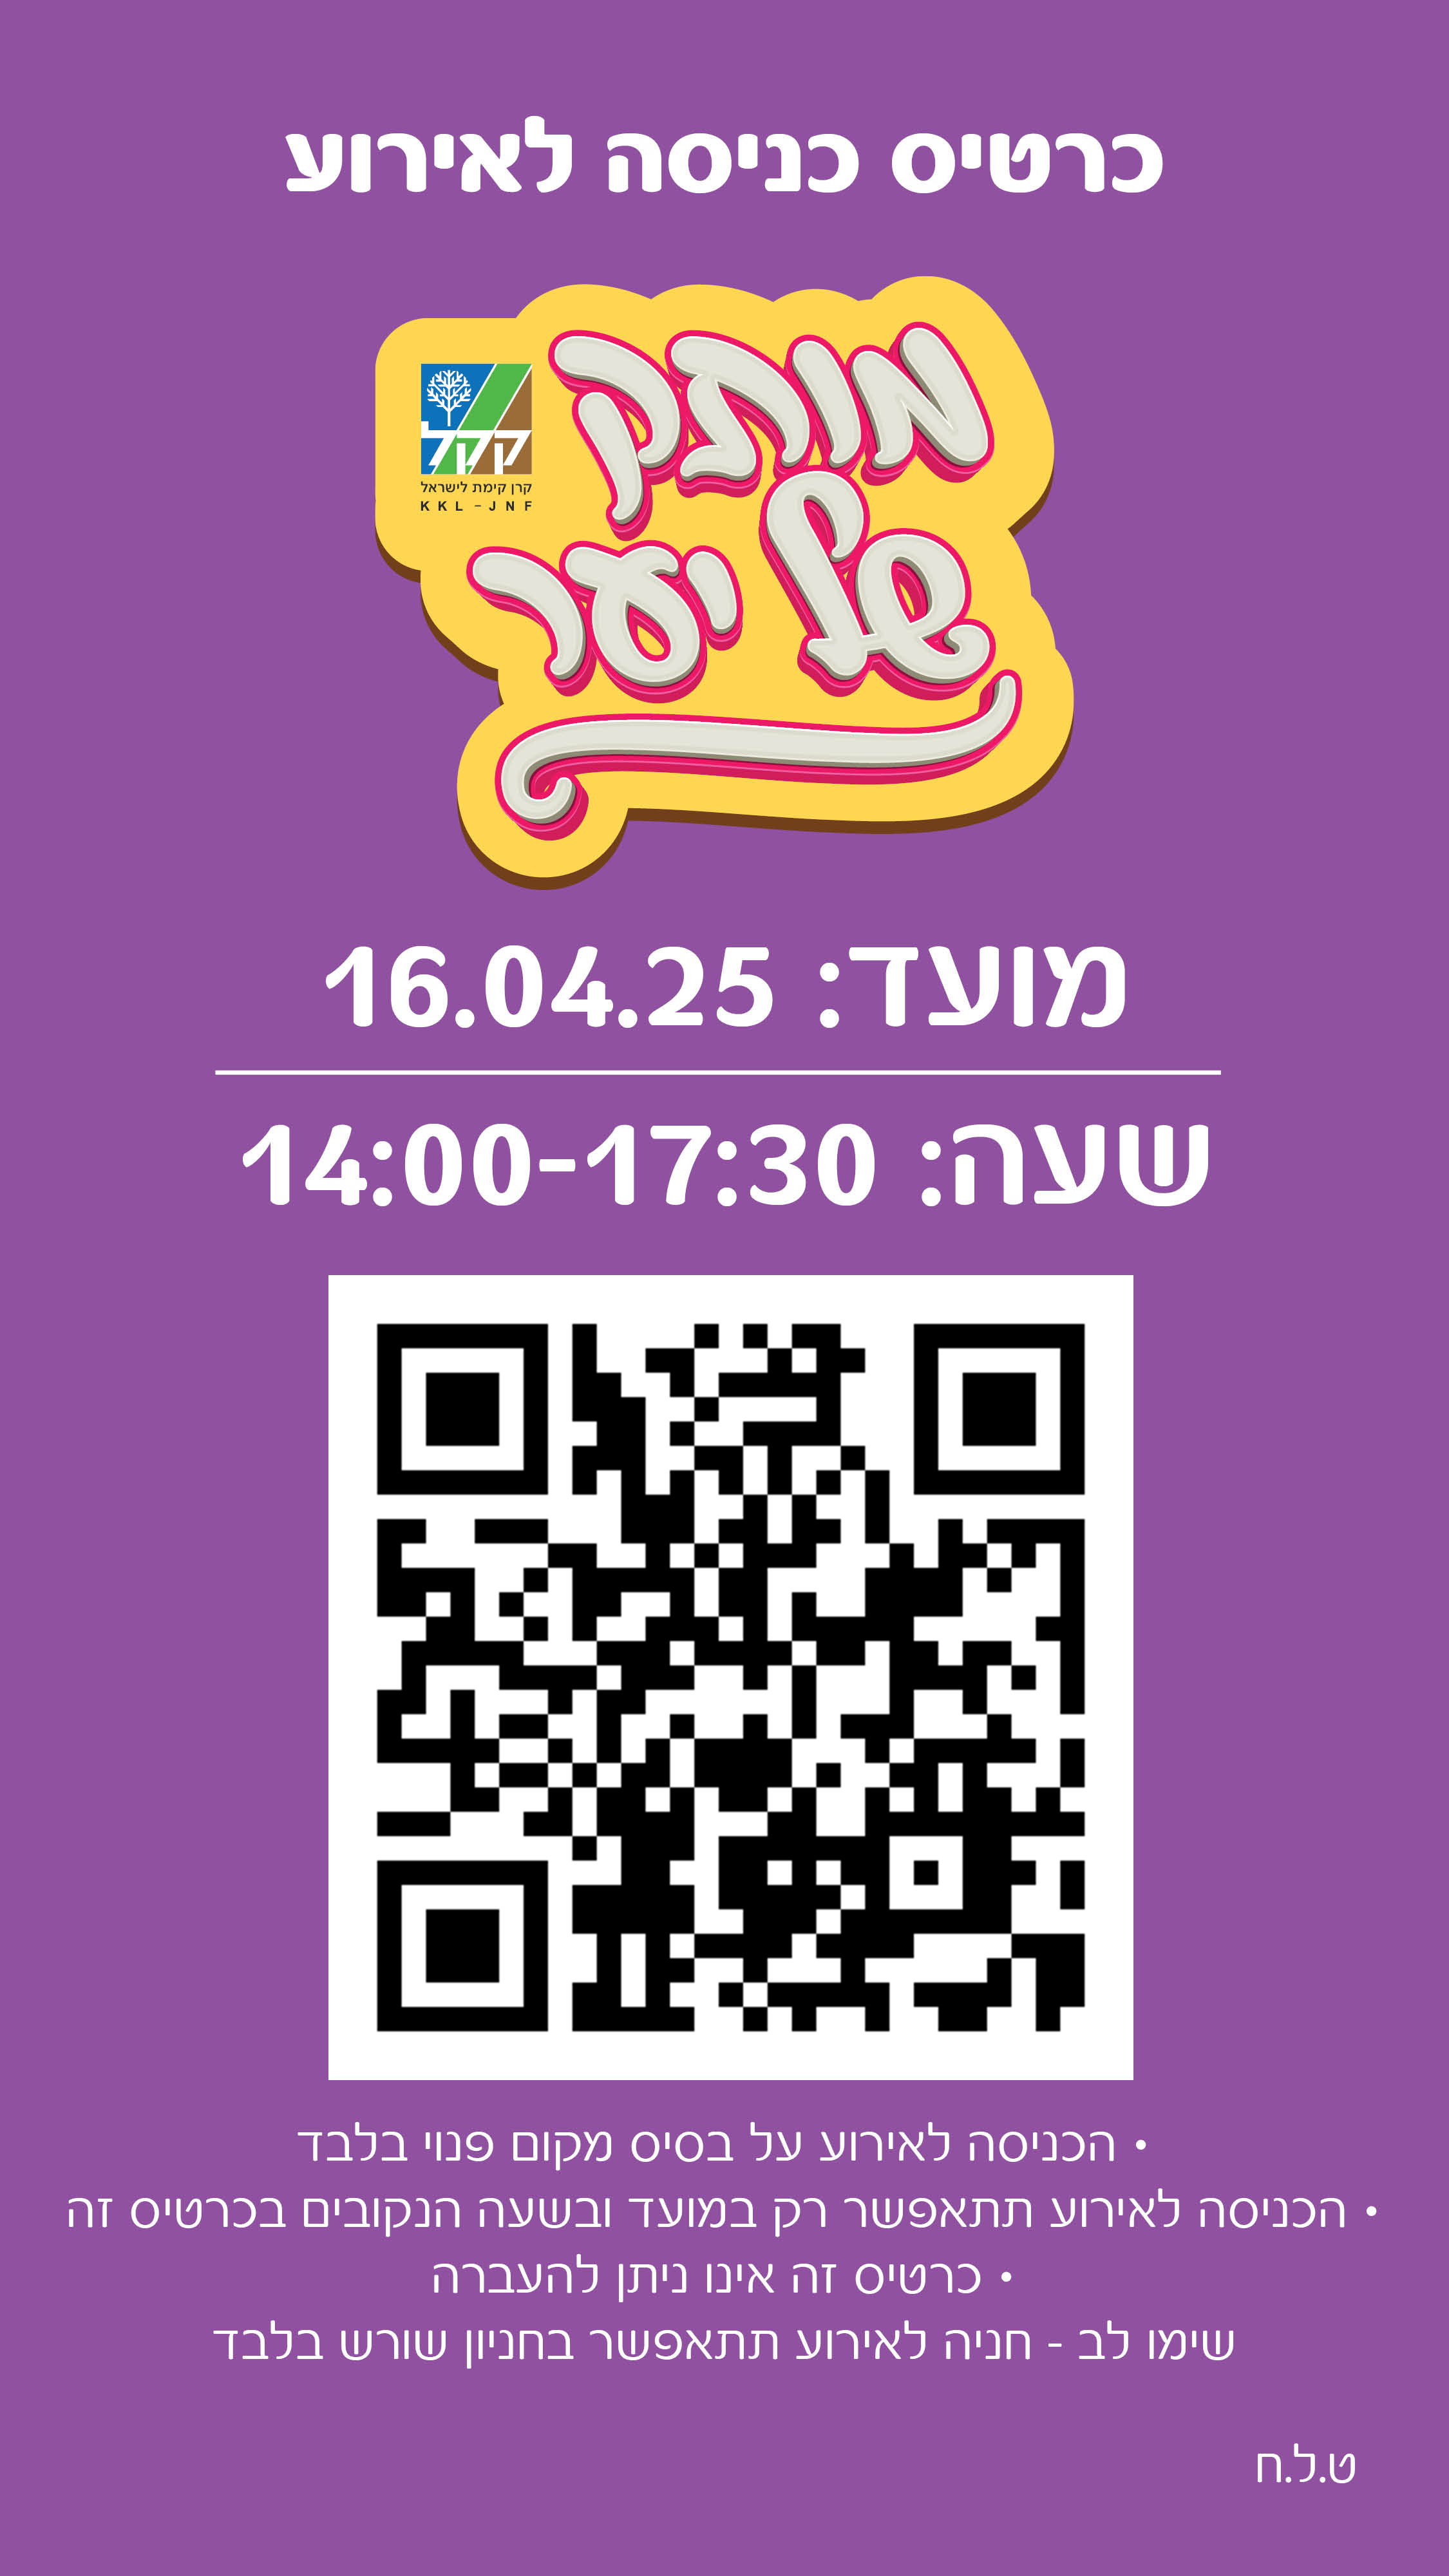 כרטיס כניסה לאירוע
מותק
של יער
קקל
קרן קימת לישראל
KKL - JNF
מועד: 16.04.25
שעה: 14:00-17:30
• הכניסה לאירוע על בסיס מקום פנוי בלבד
• הכניסה לאירוע תתאפשר רק במועד ובשעה הנקובים בכרטיס זה
• כרטיס זה אינו ניתן להעברה
שימו לב - חניה לאירוע תתאפשר בחניון שורש בלבד
ט.ל.ח